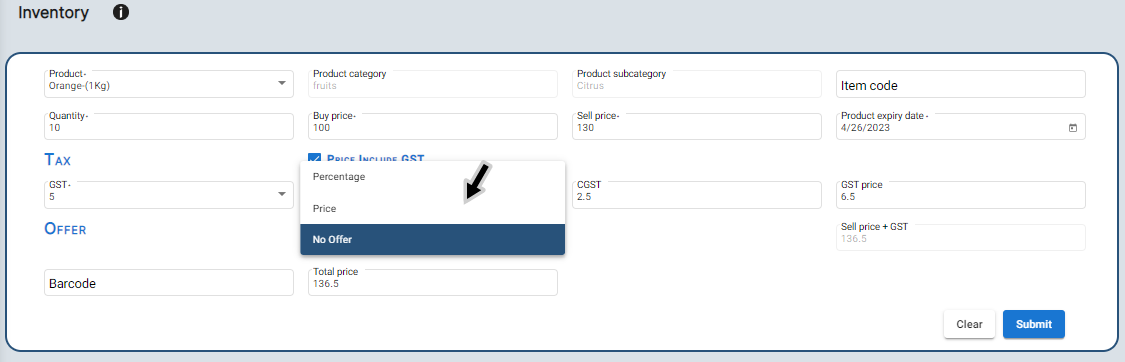 Inventory
Product-
Orange-(1Kg)
Product category
fruits
Product subcategory
Citrus
Item code
Quantity-
10
Buy price-
100
Sell price-
130
Product expiry date -
4/26/2023
Tax
Price Include GST
GST-
5
Percentage
Price
No Offer
CGST
2.5
GST price
6.5
Offer
Sell price + GST
136.5
Barcode
Total price
136.5
Clear
Submit